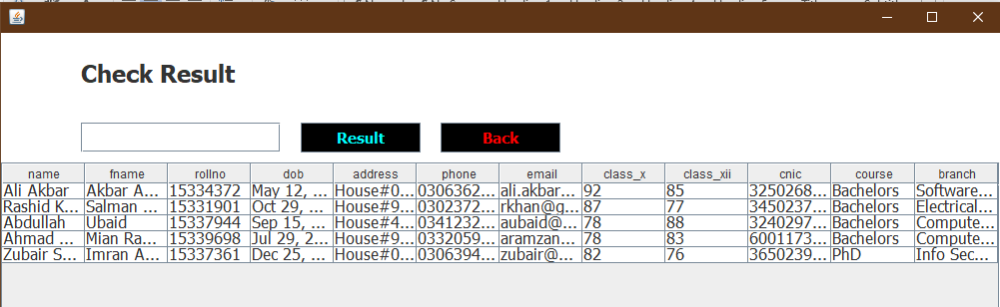 Check Result
Result Back
name fname rollno dob address phone email class_x class_xii cnic course branch
Ali Akbar Akbar A... 15334372 May 12, ... House#0... 0306362... ali.akbar... 92 85 3250268... Bachelors Software...
Rashid K... Salman ... 15331901 Oct 29, ... House#9... 0302372... rkhan@g... 87 77 3450237... Bachelors Electrical...
Abdullah Ubaid 15337944 Sep 15, ... House#4... 0341232... aubaid@... 78 88 3240297... Bachelors Compute...
Ahmad ... Mian Ra... 15339698 Jul 29, 2... House#9... 0332059... aramzan... 78 83 6001173... Bachelors Compute...
Zubair S... Imran A... 15337361 Dec 25, ... House#0... 0306394... zubair@... 82 76 3650239... PhD Info Sec...